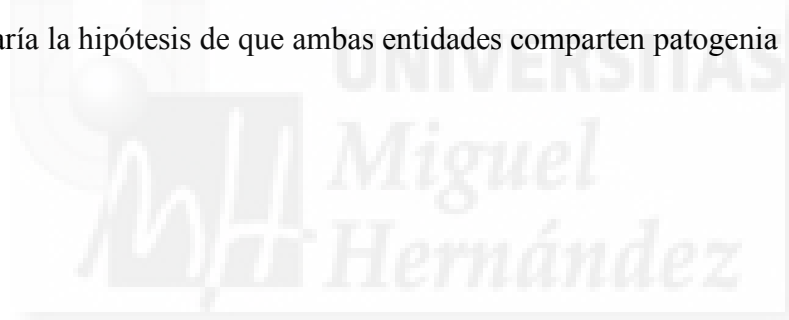 aría la hipótesis de que ambas entidades comparten patogenia
UNIVERSITAS
Miguel
Hernández